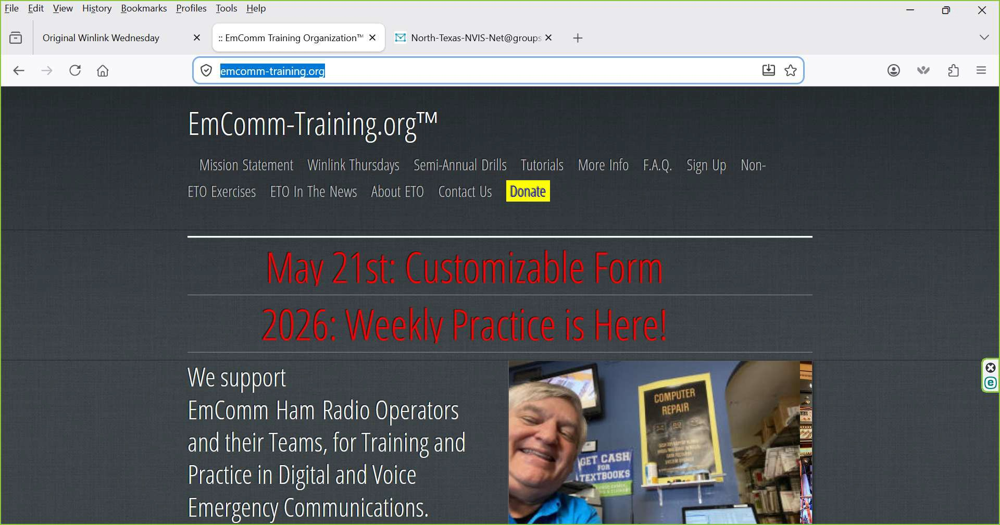 File Edit View History Bookmarks Profiles Tools Help
Original Winlink Wednesday
:: EmComm Training Organization™
North-Texas-NVIS-Net@groups
emcomm-training.org
EmComm-Training.org™
Mission Statement Winlink Thursdays Semi-Annual Drills Tutorials More Info F.A.Q. Sign Up Non-
ETO Exercises ETO In The News About ETO Contact Us Donate
May 21st: Customizable Form
2026: Weekly Practice is Here!
We support
EmComm Ham Radio Operators
and their Teams, for Training and
Practice in Digital and Voice
Emergency Communications.
COMPUTER
REPAIR
GET CASH
FOR
TEXTBOOKS